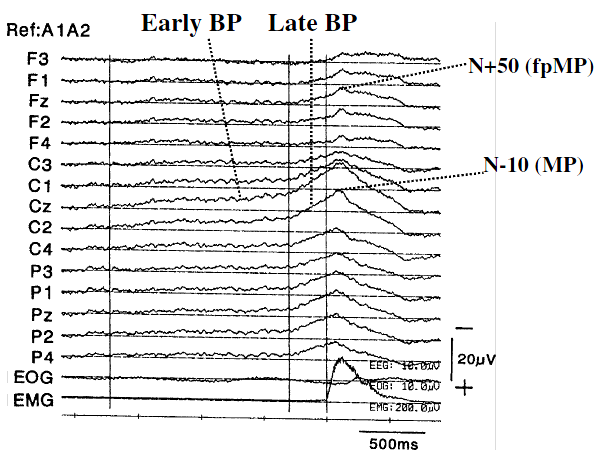 Early BP Late BP
Ref:A1A2
F3
F1
N+50 (fpMP)
Fz
F2
F4
C3
C1
N-10 (MP)
Cz
C2
C4
P3
P1
Pz
P2
−
P4
20μV
EEG: 10.0μV
EOG
EOG: 10.0μV
+
EMG
EMG:200.0μV
500ms